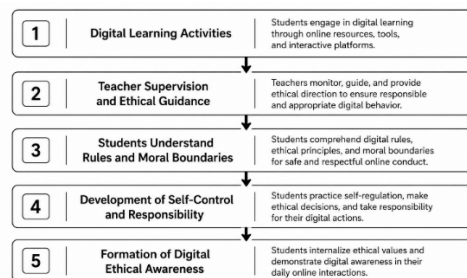 1
Digital Learning Activities
Students engage in digital learning
through online resources, tools,
and interactive platforms.
2
Teacher Supervision
and Ethical Guidance
Teachers monitor, guide, and provide
ethical direction to ensure responsible
and appropriate digital behavior.
3
Students Understand
Rules and Moral Boundaries
Students comprehend digital rules,
ethical principles, and moral boundaries
for safe and respectful online conduct.
4
Development of Self-Control
and Responsibility
Students practice self-regulation, make
ethical decisions, and take responsibility
for their digital actions.
5
Formation of Digital
Ethical Awareness
Students internalize ethical values and
demonstrate digital awareness in their
daily online interactions.